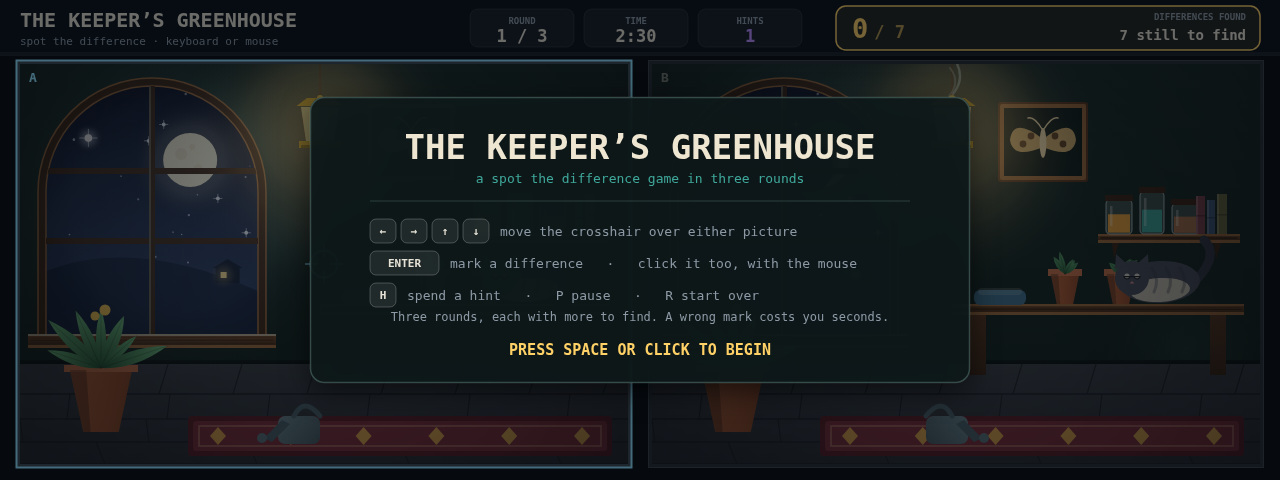 THE KEEPER’S GREENHOUSE
spot the difference · keyboard or mouse
ROUND
1 / 3
TIME
2:30
HINTS
1
0 / 7
DIFFERENCES FOUND
7 still to find
A
B
THE KEEPER’S GREENHOUSE
a spot the difference game in three rounds
← → ↑ ↓ move the crosshair over either picture
ENTER mark a difference · click it too, with the mouse
H spend a hint · P pause · R start over
Three rounds, each with more to find. A wrong mark costs you seconds.
PRESS SPACE OR CLICK TO BEGIN